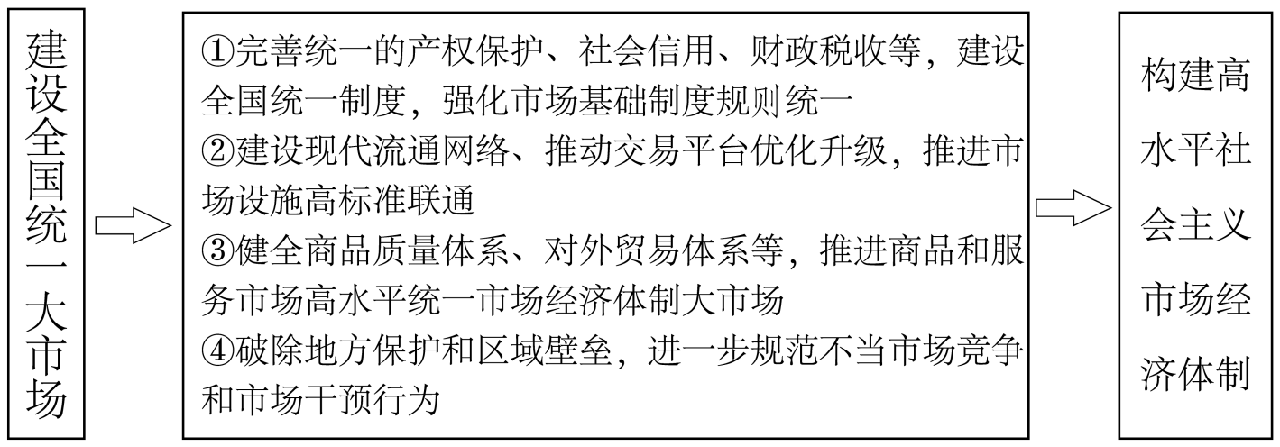 建设全国统一大市场
①完善统一的产权保护、社会信用、财政税收等，建设
全国统一制度，强化市场基础制度规则统一
②建设现代流通网络、推动交易平台优化升级，推进市
场设施高标准联通
③健全商品质量体系、对外贸易体系等，推进商品和服
务市场高水平统一市场经济体制大市场
④破除地方保护和区域壁垒，进一步规范不当市场竞争
和市场干预行为
构建高
水平社
会主义
市场经
济体制